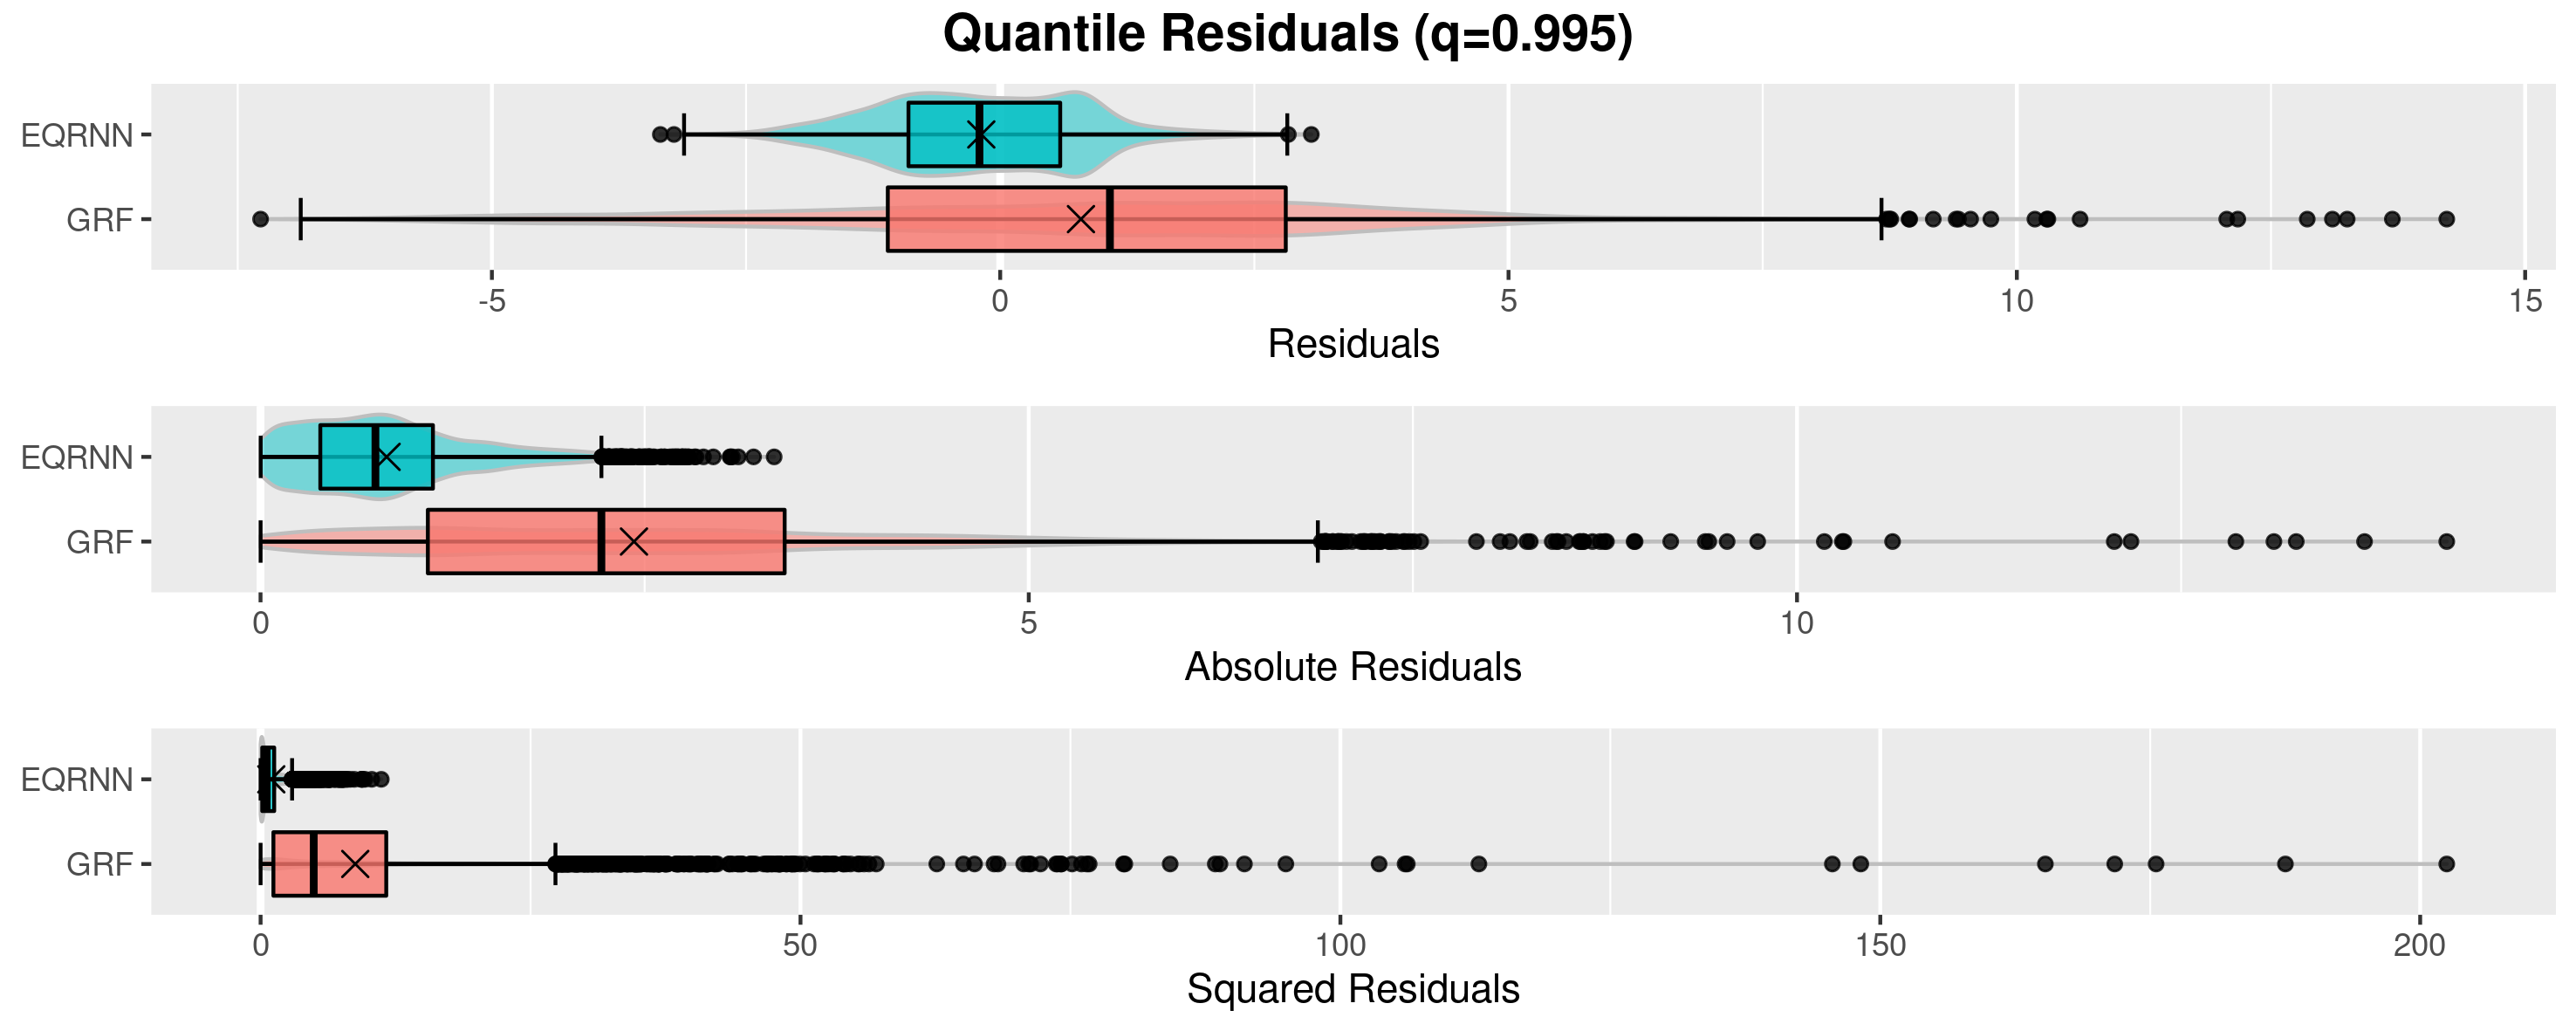 Quantile Residuals (q=0.995)
EQRNN
GRF
-5 0 5 10 15
Residuals
EQRNN
GRF
0 5 10
Absolute Residuals
EQRNN
GRF
0 50 100 150 200
Squared Residuals